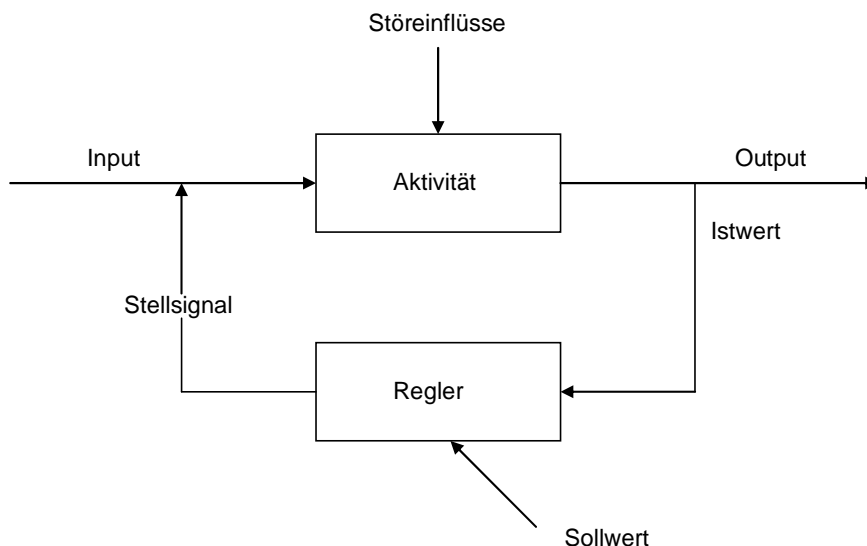 Störeinflüsse
Input
Aktivität
Output
Istwert
Stellsignal
Regler
Sollwert